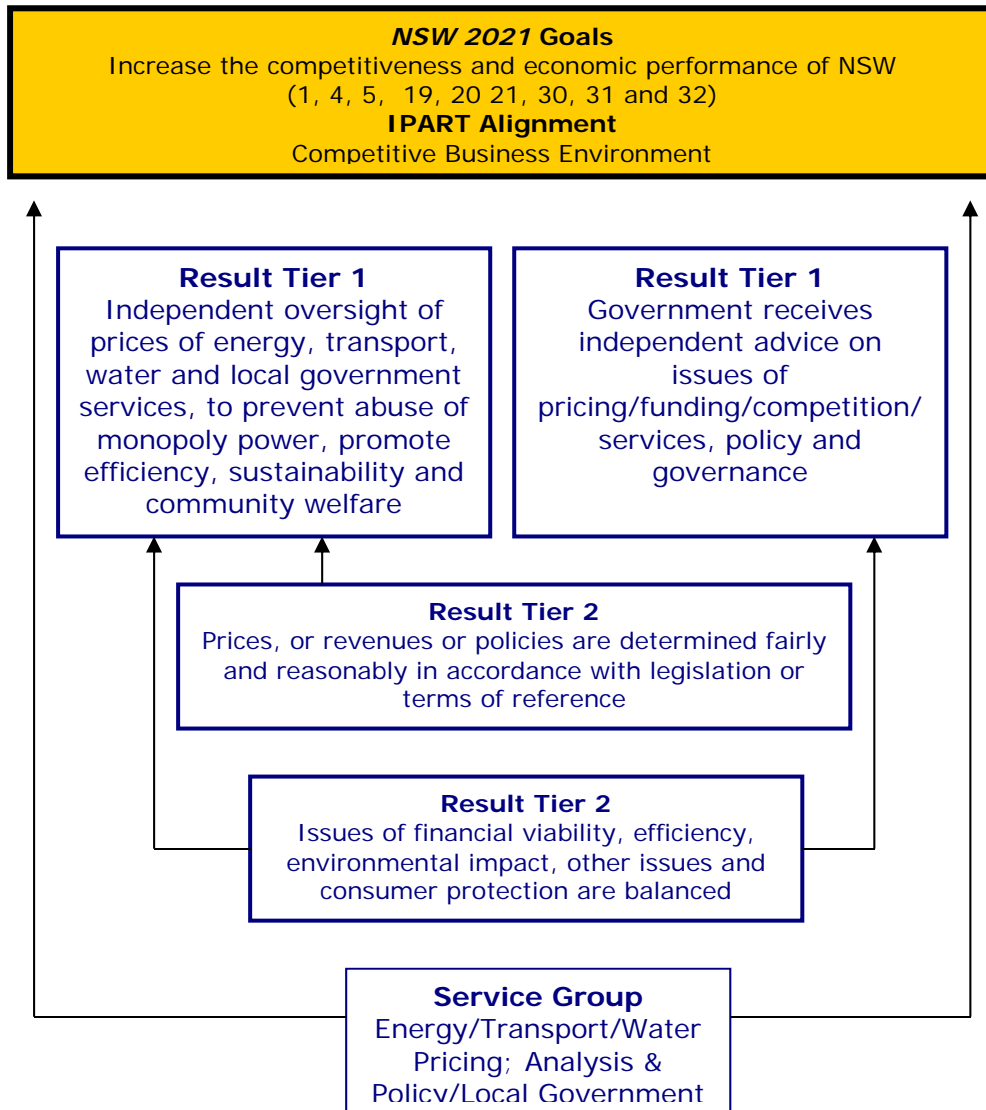 NSW 2021 Goals
Increase the competitiveness and economic performance of NSW
(1, 4, 5, 19, 20 21, 30, 31 and 32)
IPART Alignment
Competitive Business Environment
Result Tier 1
Independent oversight of
prices of energy, transport,
water and local government
services, to prevent abuse of
monopoly power, promote
efficiency, sustainability and
community welfare
Result Tier 1
Government receives
independent advice on
issues of
pricing/funding/competition/
services, policy and
governance
Result Tier 2
Prices, or revenues or policies are determined fairly
and reasonably in accordance with legislation or
terms of reference
Result Tier 2
Issues of financial viability, efficiency,
environmental impact, other issues and
consumer protection are balanced
Service Group
Energy/Transport/Water
Pricing; Analysis &
Policy/Local Government